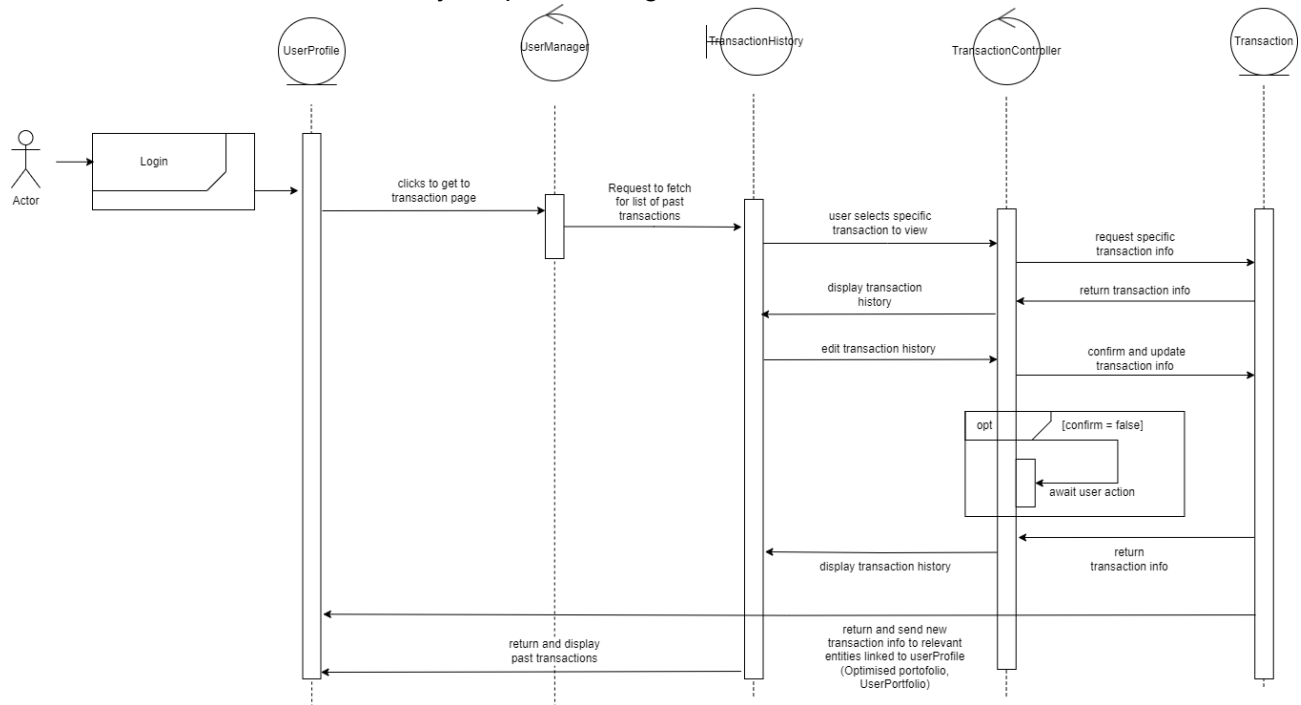 UserProfile
UserManager
TransactionHistory
TransactionController
Transaction
Actor
Login
clicks to get to
transaction page
Request to fetch
for list of past
transactions
user selects specific
transaction to view
request specific
transaction info
return transaction info
display transaction
history
edit transaction history
confirm and update
transaction info
opt
[confirm = false]
await user action
return
transaction info
display transaction history
return and send new
transaction info to relevant
entities linked to userProfile
(Optimised portofolio,
UserPortfolio)
return and display
past transactions